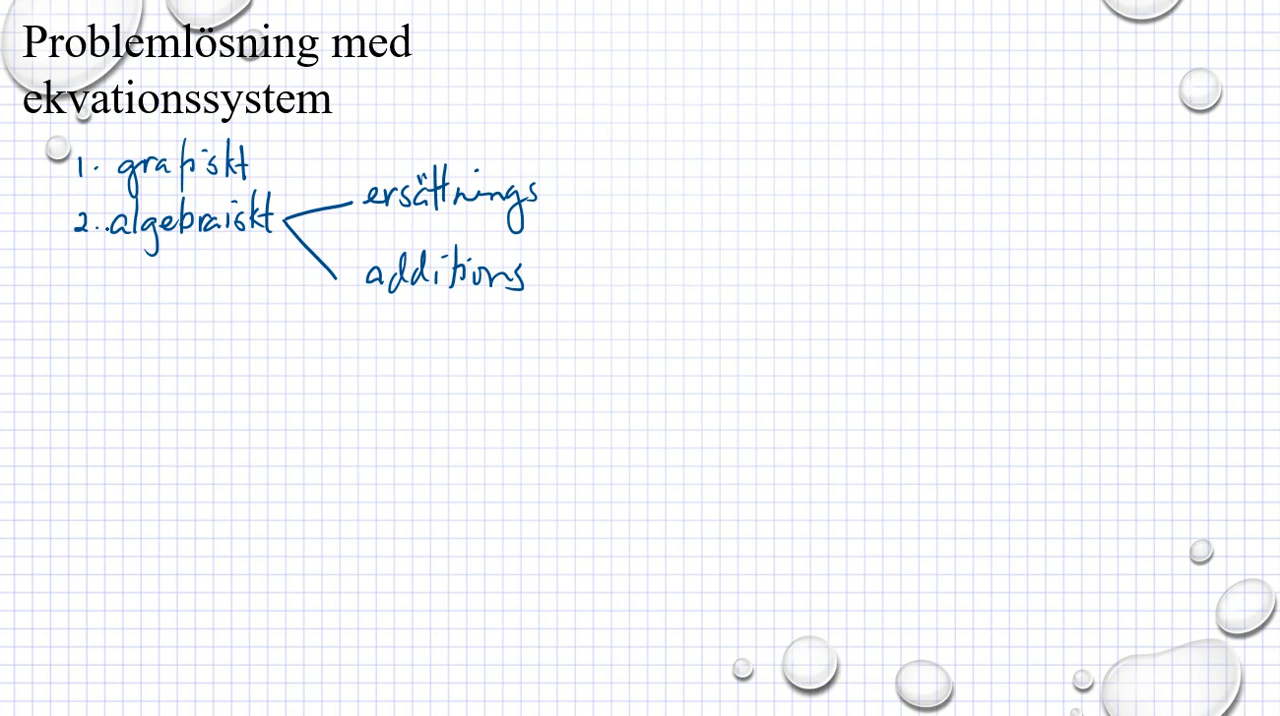 Problemlösning med
ekvationssystem
1. grafiskt
2. algebraiskt
ersättnings
additions